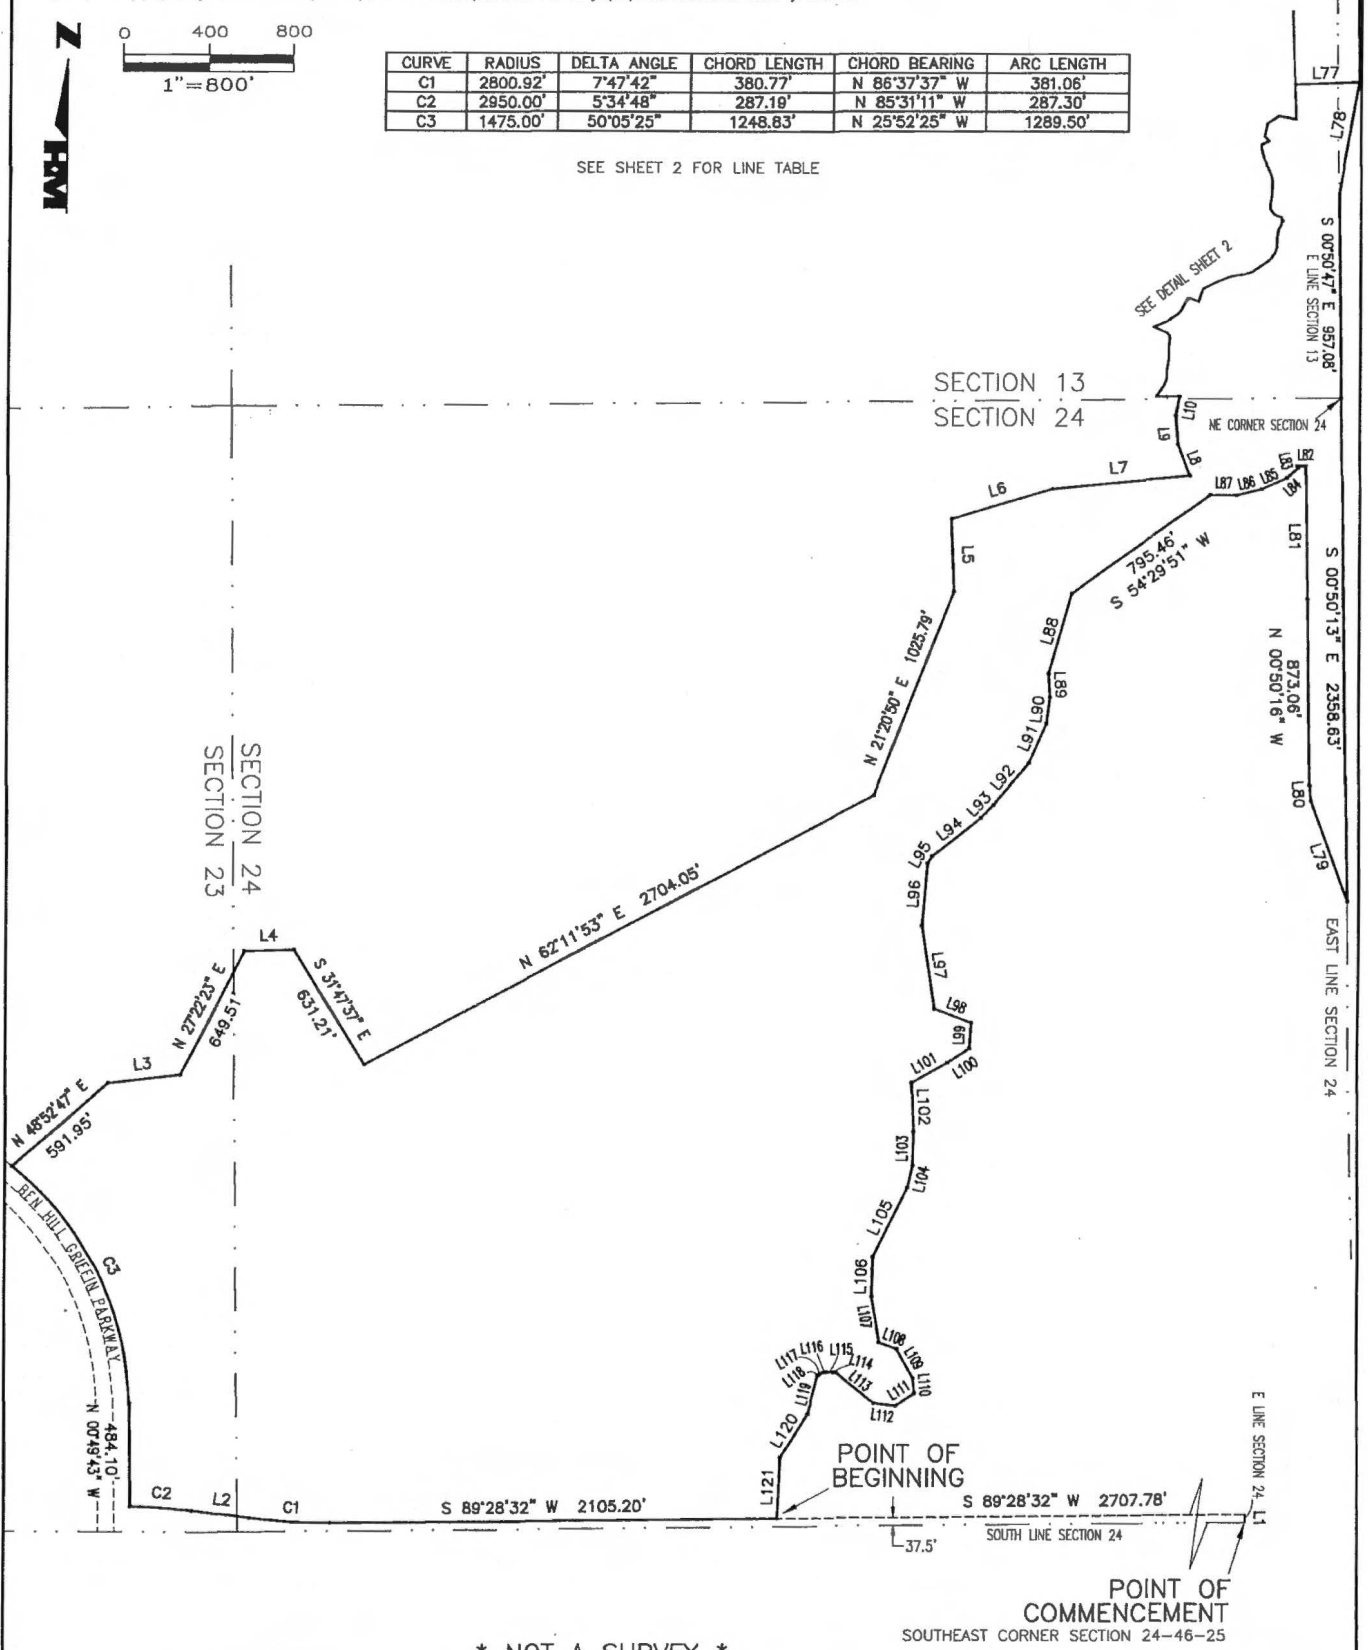 Z
HM
0 400 800
1"=800'
CURVE RADIUS DELTA ANGLE CHORD LENGTH CHORD BEARING ARC LENGTH
C1 2800.92' 7°47'42" 380.77' N 86°37'37" W 381.06'
C2 2950.00' 5°34'48" 287.19' N 85°31'11" W 287.30'
C3 1475.00' 50°05'25" 1248.83' N 25°52'25" W 1289.50'
SEE SHEET 2 FOR LINE TABLE
L77
L78
S 00°50'47" E 957.08'
E LINE SECTION 13
SEE DETAIL SHEET 2
SECTION 13
SECTION 24
NE CORNER SECTION 24
L10
L9
L8
L7
L6
L5
L82
L83
L84
L85
L86
L87
L81
795.46'
S 54°29'51" W
S 00°50'13" E 2358.63'
873.06'
N 00°50'16" W
L80
L79
L88
L89
L90
L91
L92
L93
L94
L95
L96
L97
L98
L99
L100
L101
L102
L103
L104
L105
L106
L107
L108
L109
L110
L111
L112
L113
L114
L115
L116
L117
L118
L119
L120
L121
N 21°20'50" E 1025.79'
N 62°11'53" E 2704.05'
SECTION 24
SECTION 23
EAST LINE SECTION 24
L4
S 31°47'37" E
631.21'
N 27°22'23" E
649.51'
L3
N 48°52'47" E
591.95'
BEN HILL GRIFFIN PARKWAY
C3
484.10'
N 00°49'43" W
C2
L2
C1
S 89°28'32" W 2105.20'
POINT OF
BEGINNING
S 89°28'32" W 2707.78'
E LINE SECTION 24
L1
SOUTH LINE SECTION 24
37.5'
POINT OF
COMMENCEMENT
SOUTHEAST CORNER SECTION 24-46-25
* NOT A SURVEY *